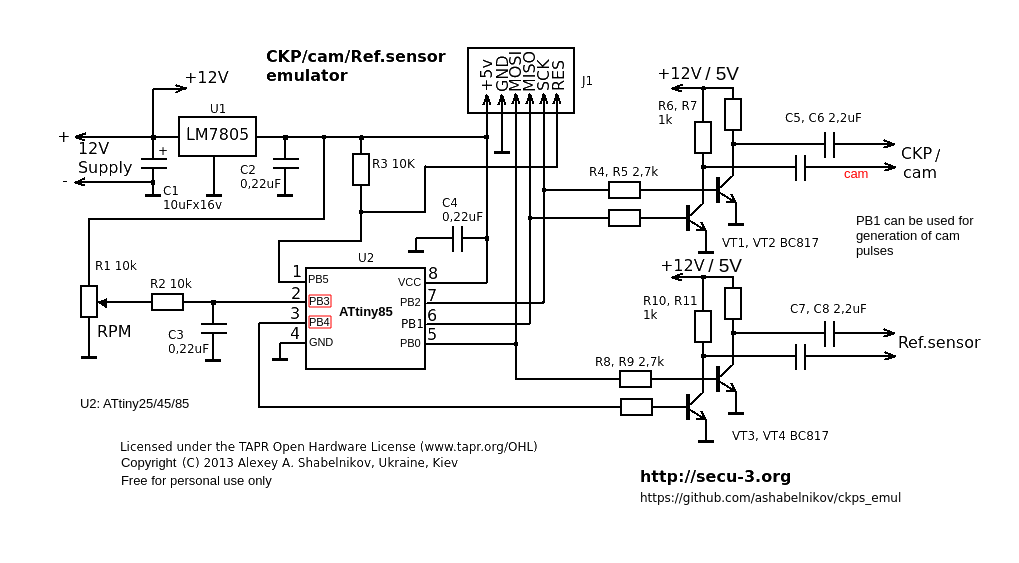 CKP/cam/Ref.sensor
emulator
+5v
GND
MOSI
MISO
SCK
RES
J1
+12V
U1
LM7805
+
12V
Supply
-
+
C1
10uFx16v
C2
0,22uF
R3 10K
C4
0,22uF
R1 10k
R2 10k
RPM
C3
0,22uF
U2
1
2
3
4
PB5
PB3
PB4
GND
ATtiny85
VCC
PB2
PB1
PB0
8
7
6
5
U2: ATtiny25/45/85
+12V / 5V
R6, R7
1k
C5, C6 2,2uF
R4, R5 2,7k
CKP /
cam
cam
VT1, VT2 BC817
PB1 can be used for
generation of cam
pulses
+12V / 5V
R10, R11
1k
C7, C8 2,2uF
R8, R9 2,7k
Ref.sensor
VT3, VT4 BC817
Licensed under the TAPR Open Hardware License (www.tapr.org/OHL)
Copyright (C) 2013 Alexey A. Shabelnikov, Ukraine, Kiev
Free for personal use only
http://secu-3.org
https://github.com/ashabelnikov/ckps_emul